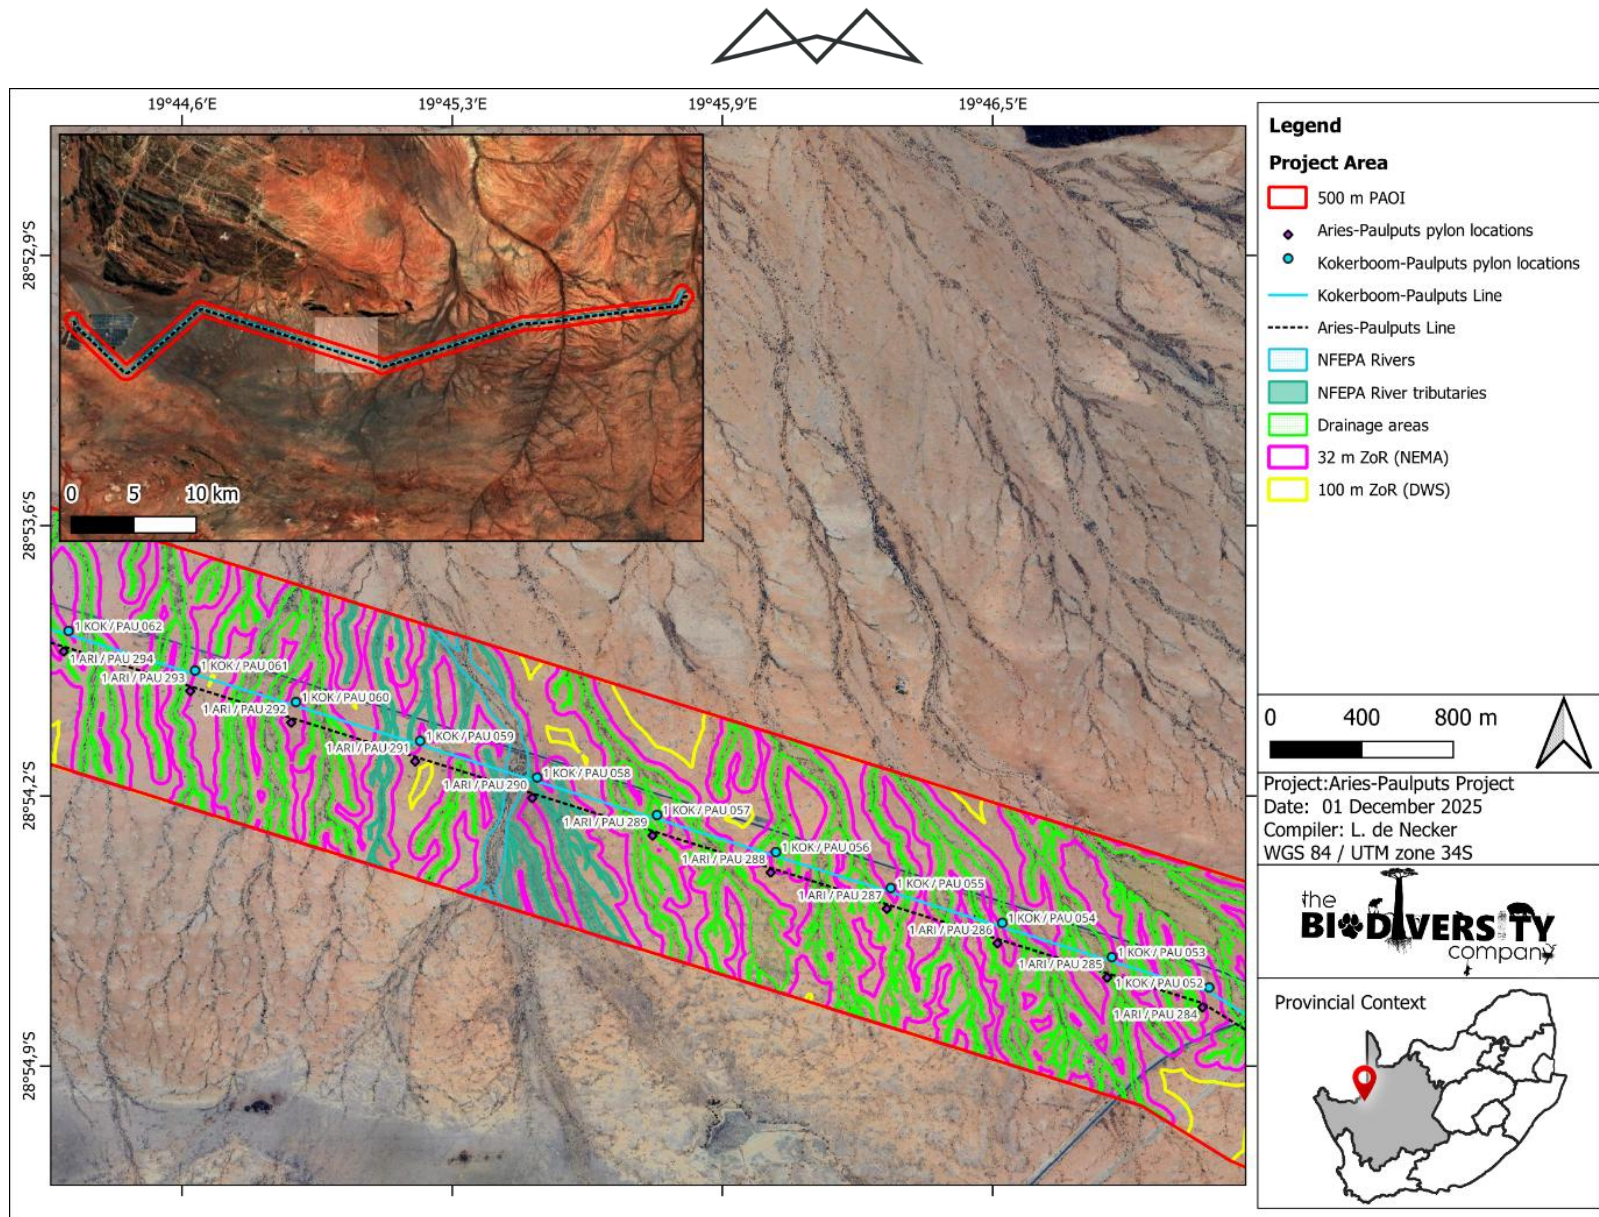 19°44,6′E
19°45,3′E
19°45,9′E
19°46,5′E
28°52,9′S
28°53,6′S
28°54,2′S
28°54,9′S
0 5 10 km
1 KOK / PAU 062
1 ARI / PAU 294
1 KOK / PAU 061
1 ARI / PAU 293
1 KOK / PAU 060
1 ARI / PAU 292
1 KOK / PAU 059
1 ARI / PAU 291
1 KOK / PAU 058
1 ARI / PAU 290
1 KOK / PAU 057
1 ARI / PAU 289
1 KOK / PAU 056
1 ARI / PAU 288
1 KOK / PAU 055
1 ARI / PAU 287
1 KOK / PAU 054
1 ARI / PAU 286
1 KOK / PAU 053
1 ARI / PAU 285
1 KOK / PAU 052
1 ARI / PAU 284
Legend
Project Area
500 m PAOI
Aries-Paulputs pylon locations
Kokerboom-Paulputs pylon locations
Kokerboom-Paulputs Line
Aries-Paulputs Line
NFEPA Rivers
NFEPA River tributaries
Drainage areas
32 m ZoR (NEMA)
100 m ZoR (DWS)
0 400 800 m
Project:Aries-Paulputs Project
Date: 01 December 2025
Compiler: L. de Necker
WGS 84 / UTM zone 34S
the
BIODIVERSITY
company
Provincial Context